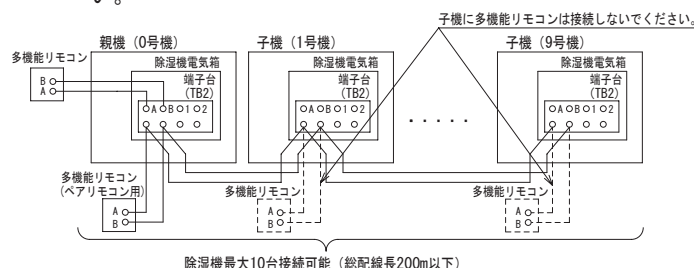 い。
子機に多機能リモコンは接続しないでください。
親機（0号機）
子機（1号機）
子機（9号機）
多機能リモコン
B
A
除湿機電気箱
端子台
(TB2)
A B 1 2
除湿機電気箱
端子台
(TB2)
A B 1 2
除湿機電気箱
端子台
(TB2)
A B 1 2
・・・・・
多機能リモコン
（ペアリモコン用）
A
B
多機能リモコン
A
B
多機能リモコン
A
B
除湿機最大10台接続可能（総配線長200m以下）